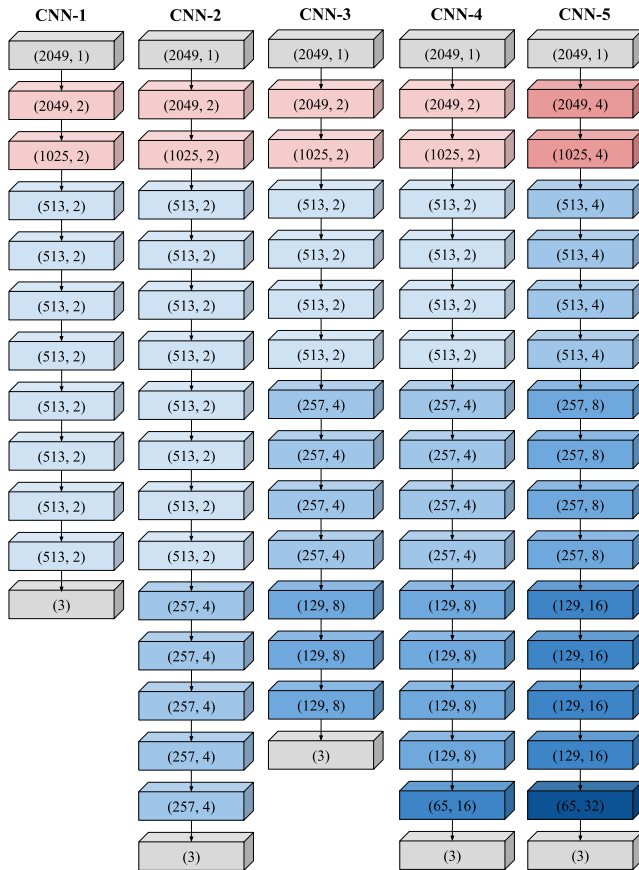 CNN-1 CNN-2 CNN-3 CNN-4 CNN-5
(2049, 1) (2049, 1) (2049, 1) (2049, 1) (2049, 1)
(2049, 2) (2049, 2) (2049, 2) (2049, 2) (2049, 4)
(1025, 2) (1025, 2) (1025, 2) (1025, 2) (1025, 4)
(513, 2) (513, 2) (513, 2) (513, 2) (513, 4)
(513, 2) (513, 2) (513, 2) (513, 2) (513, 4)
(513, 2) (513, 2) (513, 2) (513, 2) (513, 4)
(513, 2) (513, 2) (513, 2) (513, 2) (513, 4)
(513, 2) (513, 2) (257, 4) (257, 4) (257, 8)
(513, 2) (513, 2) (257, 4) (257, 4) (257, 8)
(513, 2) (513, 2) (257, 4) (257, 4) (257, 8)
(513, 2) (513, 2) (257, 4) (257, 4) (257, 8)
(3) (257, 4) (129, 8) (129, 8) (129, 16)
(257, 4) (129, 8) (129, 8) (129, 16)
(257, 4) (129, 8) (129, 8) (129, 16)
(257, 4) (3) (129, 8) (129, 16)
(257, 4) (65, 16) (65, 32)
(3) (3) (3)